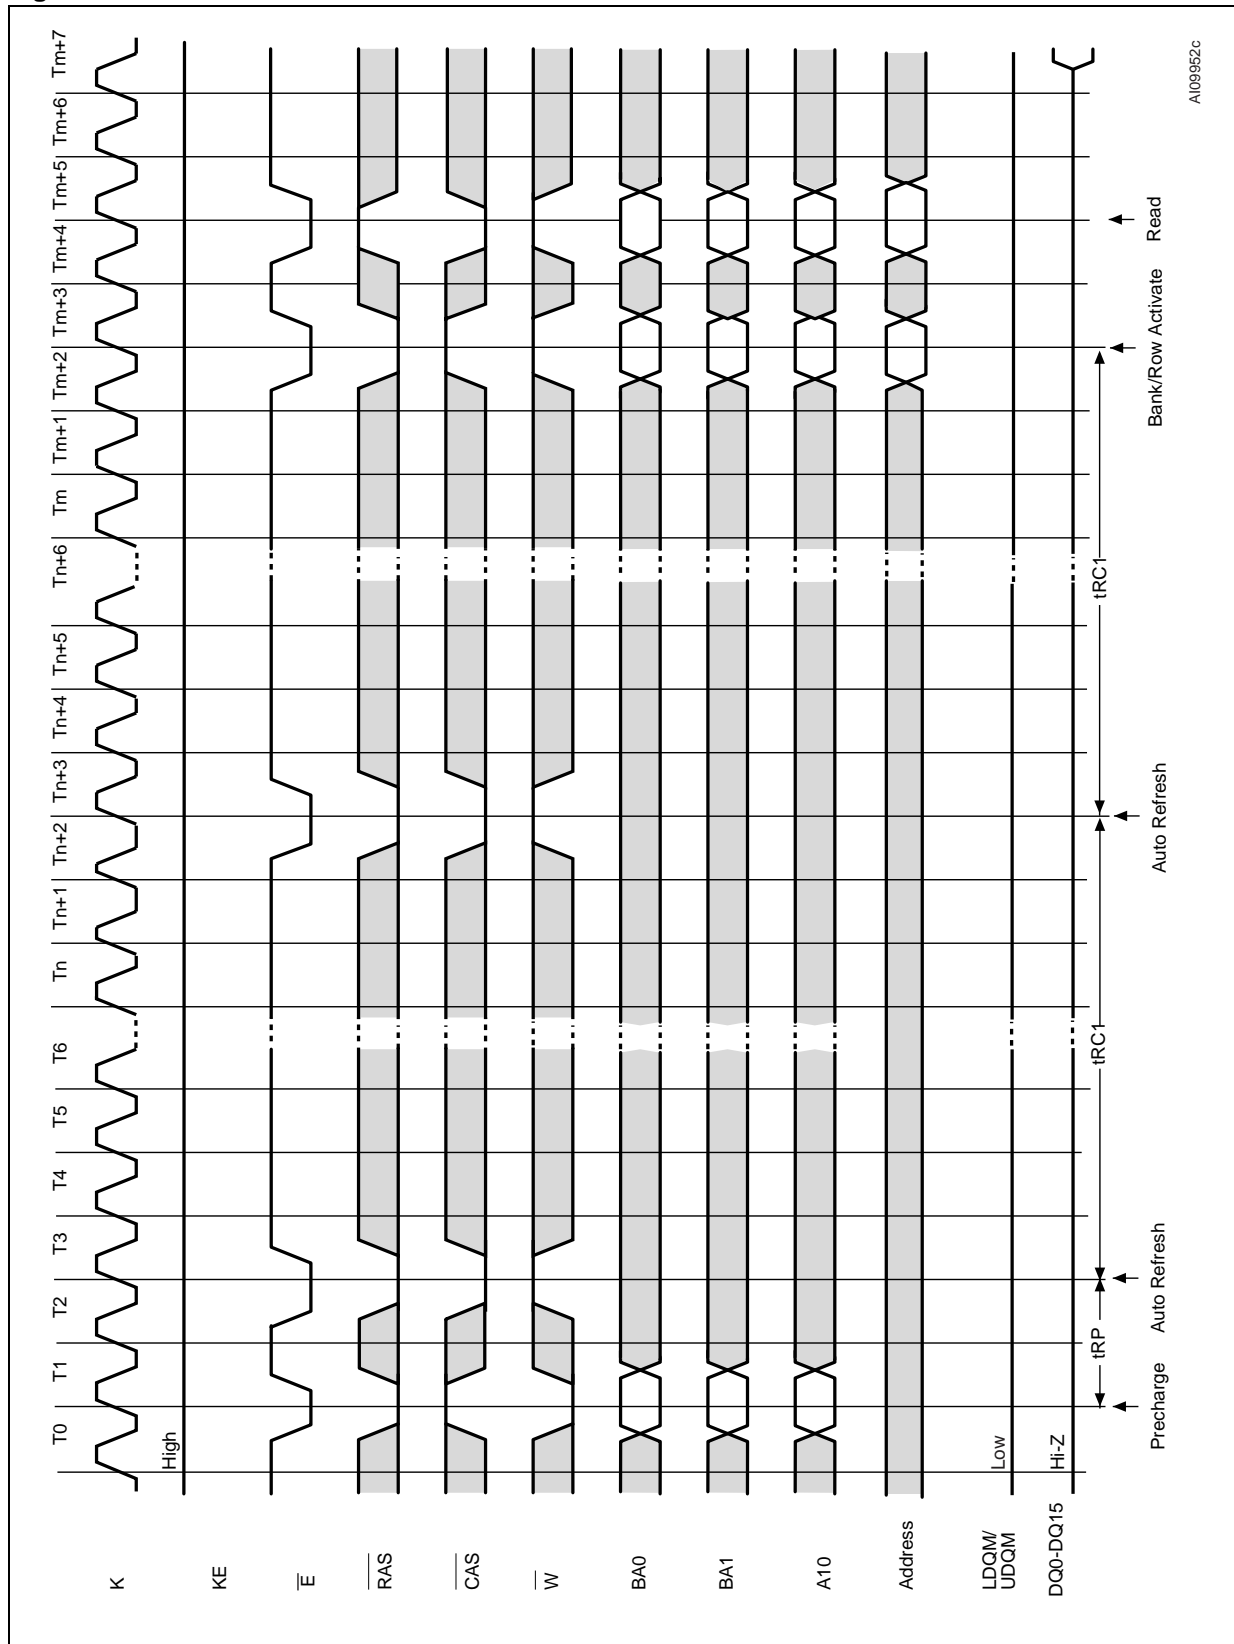 T0 T1 T2 T3 T4 T5 T6 Tn Tn+1 Tn+2 Tn+3 Tn+4 Tn+5 Tn+6 Tm Tm+1 Tm+2 Tm+3 Tm+4 Tm+5 Tm+6 Tm+7
K
High
KE
E
RAS
CAS
W
BA0
BA1
A10
Address
Low
LDQM/
UDQM
Hi-Z
DQ0-DQ15
tRP tRC1 tRC1
Precharge Auto Refresh Auto Refresh Bank/Row Activate Read
AI09952c